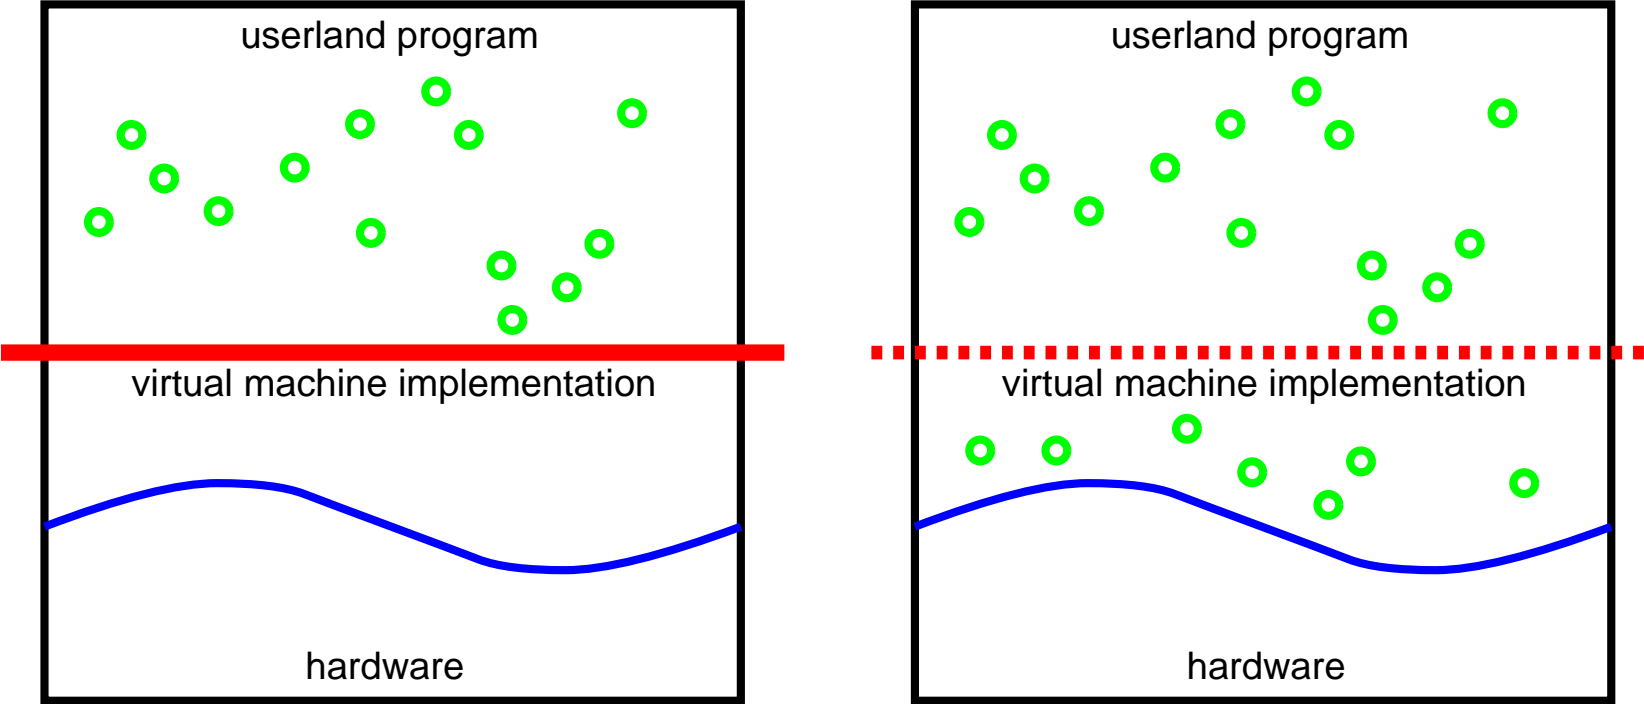 userland program
virtual machine implementation
hardware
userland program
virtual machine implementation
hardware